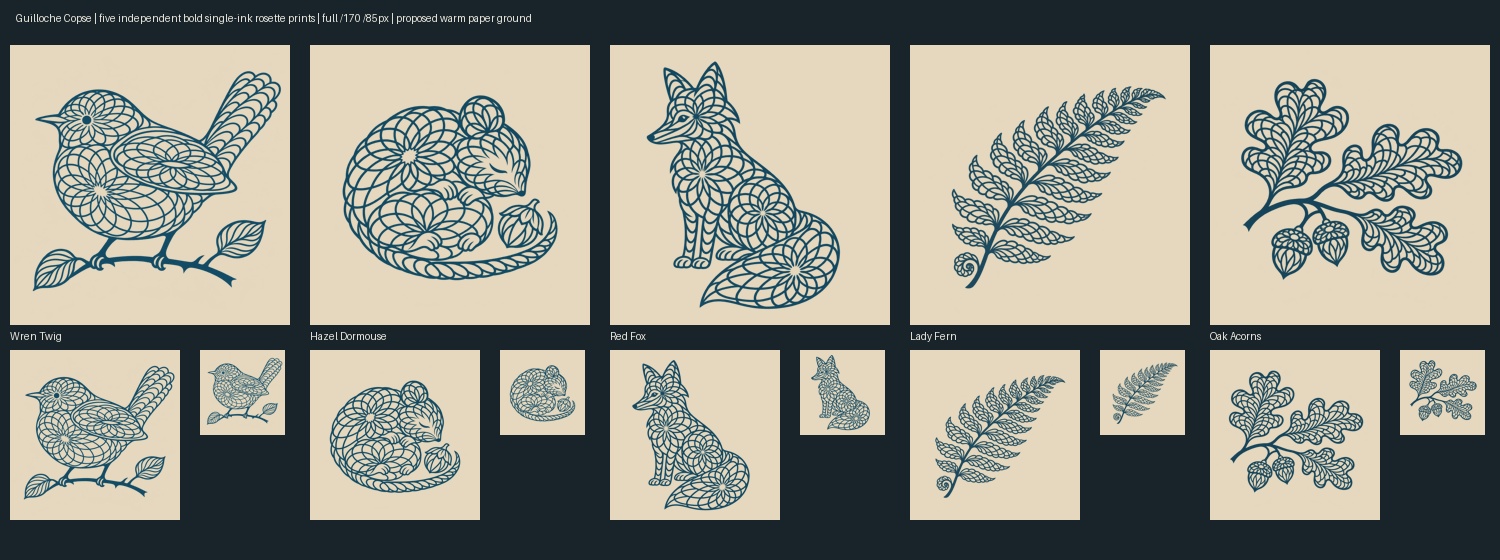 Guilloche Copse | five independent bold single-ink rosette prints | full /170 /85px | proposed warm paper ground
Wren Twig
Hazel Dormouse
Red Fox
Lady Fern
Oak Acorns